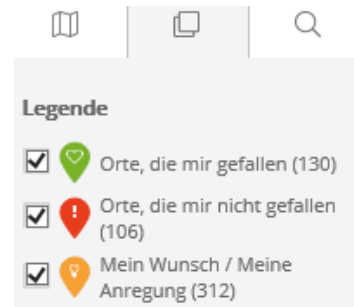 Legende
Orte, die mir gefallen (130)
Orte, die mir nicht gefallen
(106)
Mein Wunsch / Meine
Anregung (312)